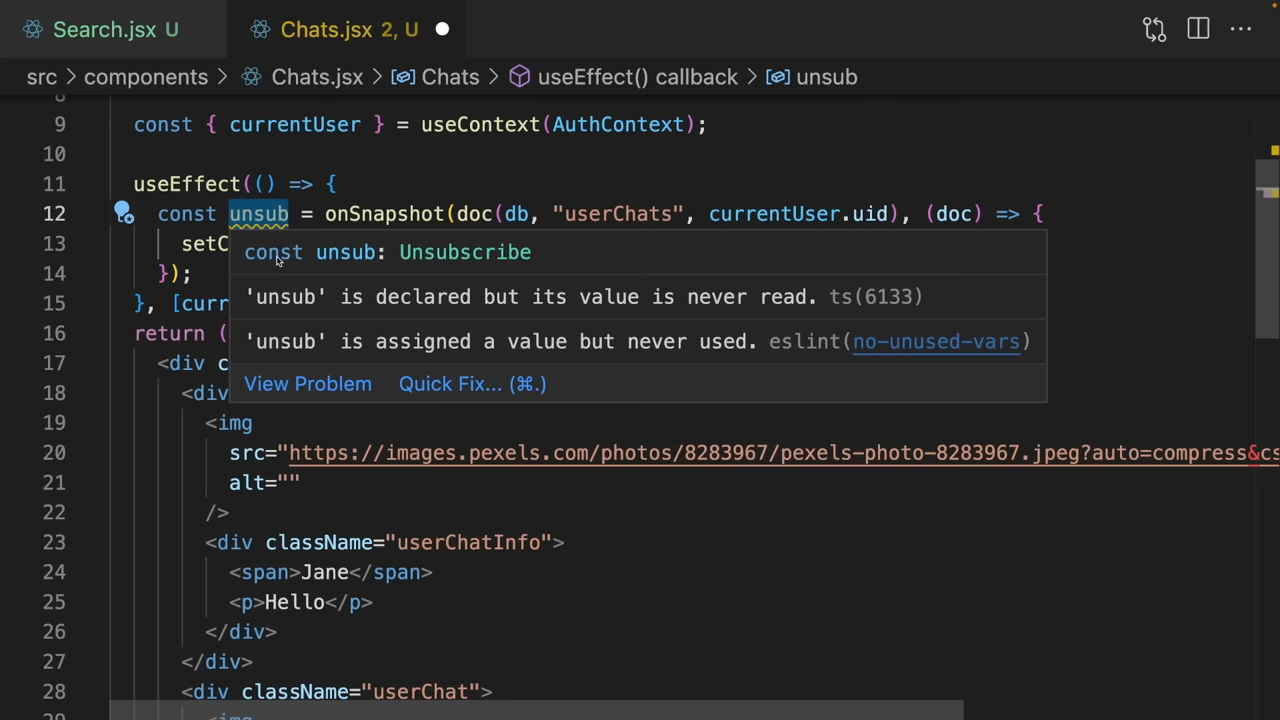 Search.jsx U
Chats.jsx 2, U
src > components > Chats.jsx > Chats > useEffect() callback > unsub
8
9 const { currentUser } = useContext(AuthContext);
10
11 useEffect(() => {
12 const unsub = onSnapshot(doc(db, "userChats", currentUser.uid), (doc) => {
13 setC
const unsub: Unsubscribe
14 });
'unsub' is declared but its value is never read. ts(6133)
15 }, [curr
16 return (
'unsub' is assigned a value but never used. eslint(no-unused-vars)
17 <div c
View Problem Quick Fix... (⌘.)
18 <div
19 <img
20 src="https://images.pexels.com/photos/8283967/pexels-photo-8283967.jpeg?auto=compress&cs
21 alt=""
22 />
23 <div className="userChatInfo">
24 <span>Jane</span>
25 <p>Hello</p>
26 </div>
27 </div>
28 <div className="userChat">
29 <img